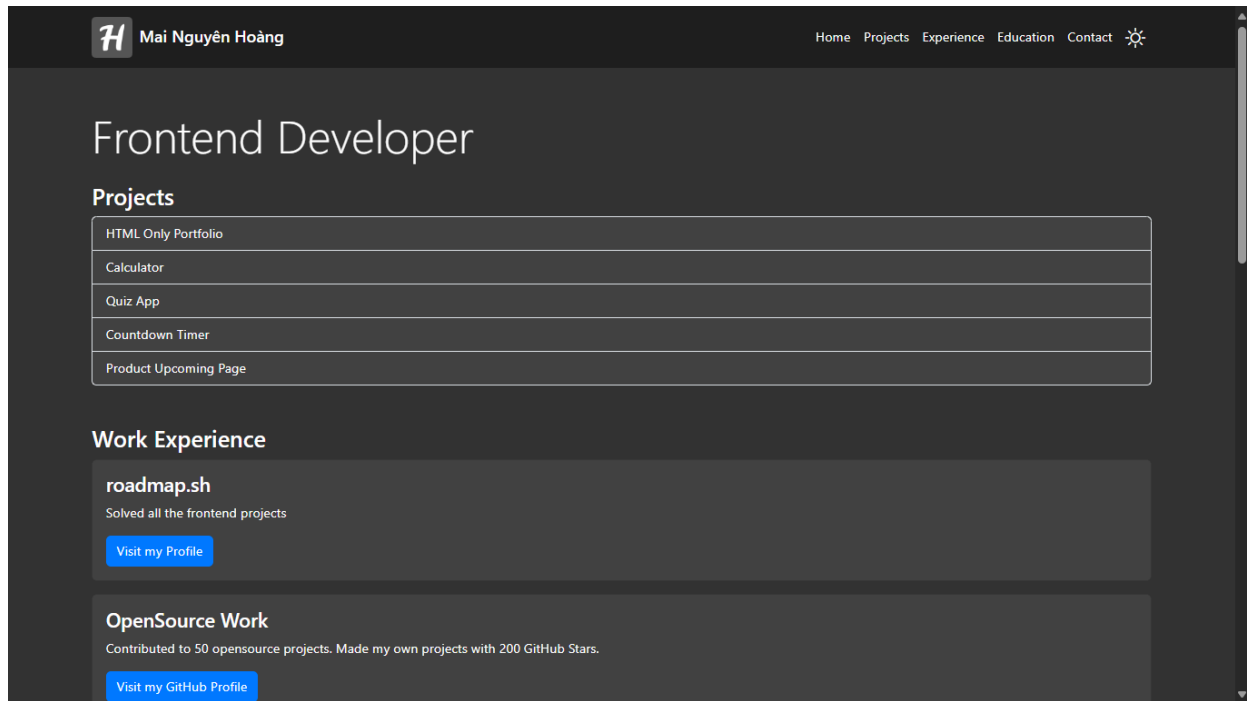 H Mai Nguyên Hoàng
Home Projects Experience Education Contact
Frontend Developer
Projects
HTML Only Portfolio
Calculator
Quiz App
Countdown Timer
Product Upcoming Page
Work Experience
roadmap.sh
Solved all the frontend projects
Visit my Profile
OpenSource Work
Contributed to 50 opensource projects. Made my own projects with 200 GitHub Stars.
Visit my GitHub Profile